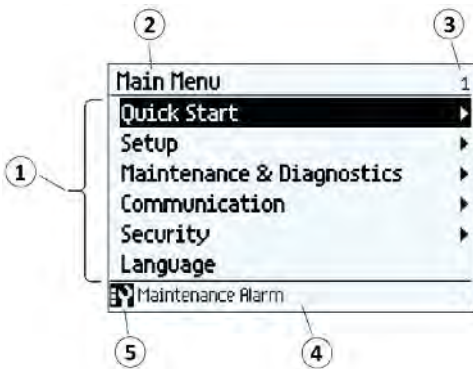 2
3
Main Menu 1
Quick Start
Setup
1
Maintenance & Diagnostics
Communication
Security
Language
Maintenance Alarm
5
4